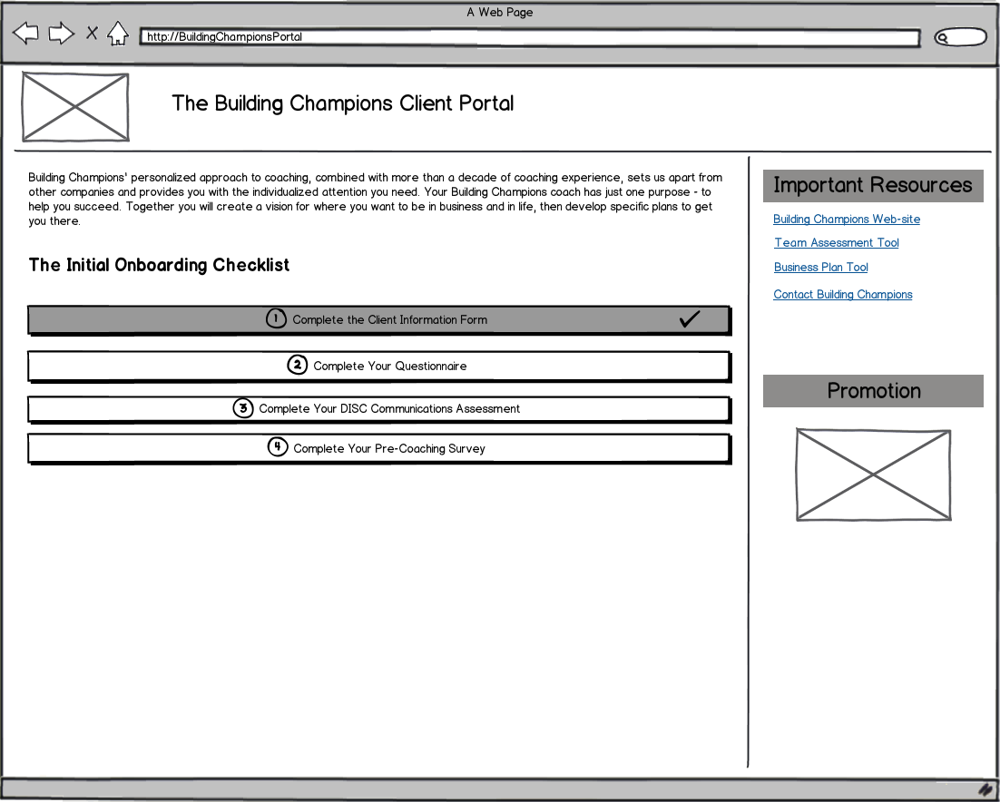 A Web Page
http://BuildingChampionsPortal
The Building Champions Client Portal
Building Champions' personalized approach to coaching, combined with more than a decade of coaching experience, sets us apart from
other companies and provides you with the individualized attention you need. Your Building Champions coach has just one purpose - to
help you succeed. Together you will create a vision for where you want to be in business and in life, then develop specific plans to get
you there.
The Initial Onboarding Checklist
1 Complete the Client Information Form
2 Complete Your Questionnaire
3 Complete Your DISC Communications Assessment
4 Complete Your Pre-Coaching Survey
Important Resources
Building Champions Web-site
Team Assessment Tool
Business Plan Tool
Contact Building Champions
Promotion